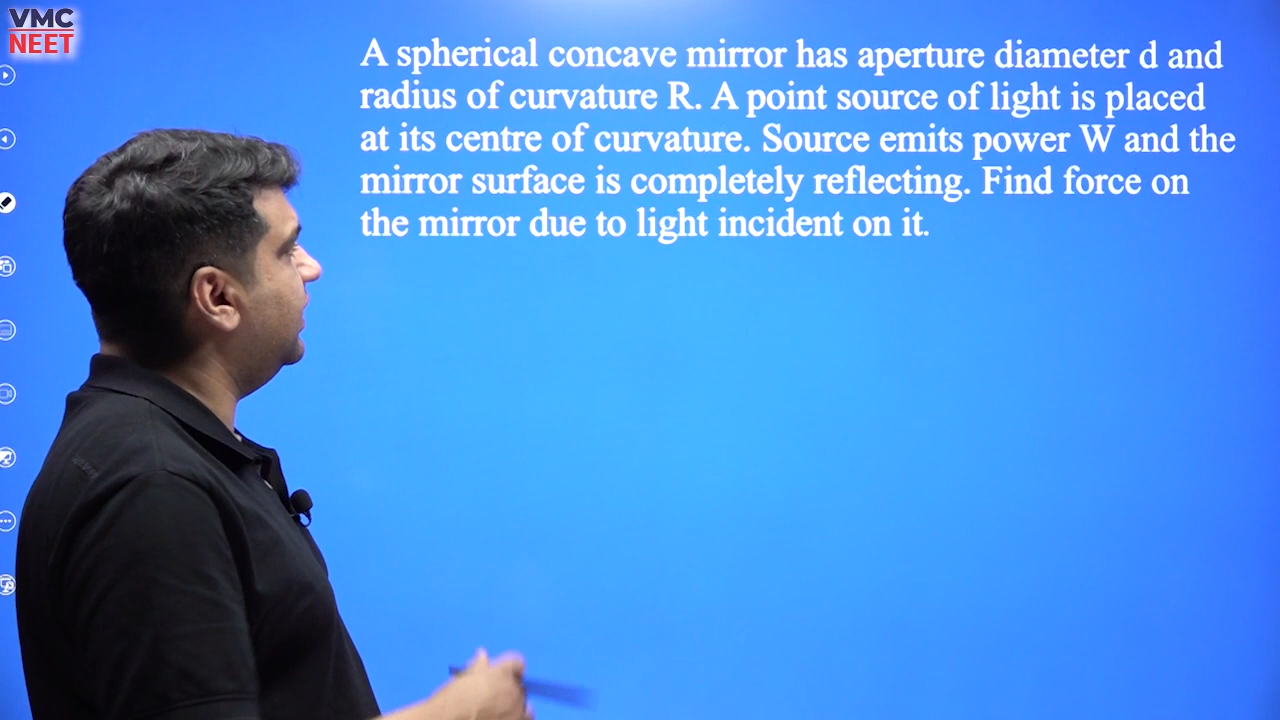 VMC
NEET
A spherical concave mirror has aperture diameter d and
radius of curvature R. A point source of light is placed
at its centre of curvature. Source emits power W and the
mirror surface is completely reflecting. Find force on
the mirror due to light incident on it.